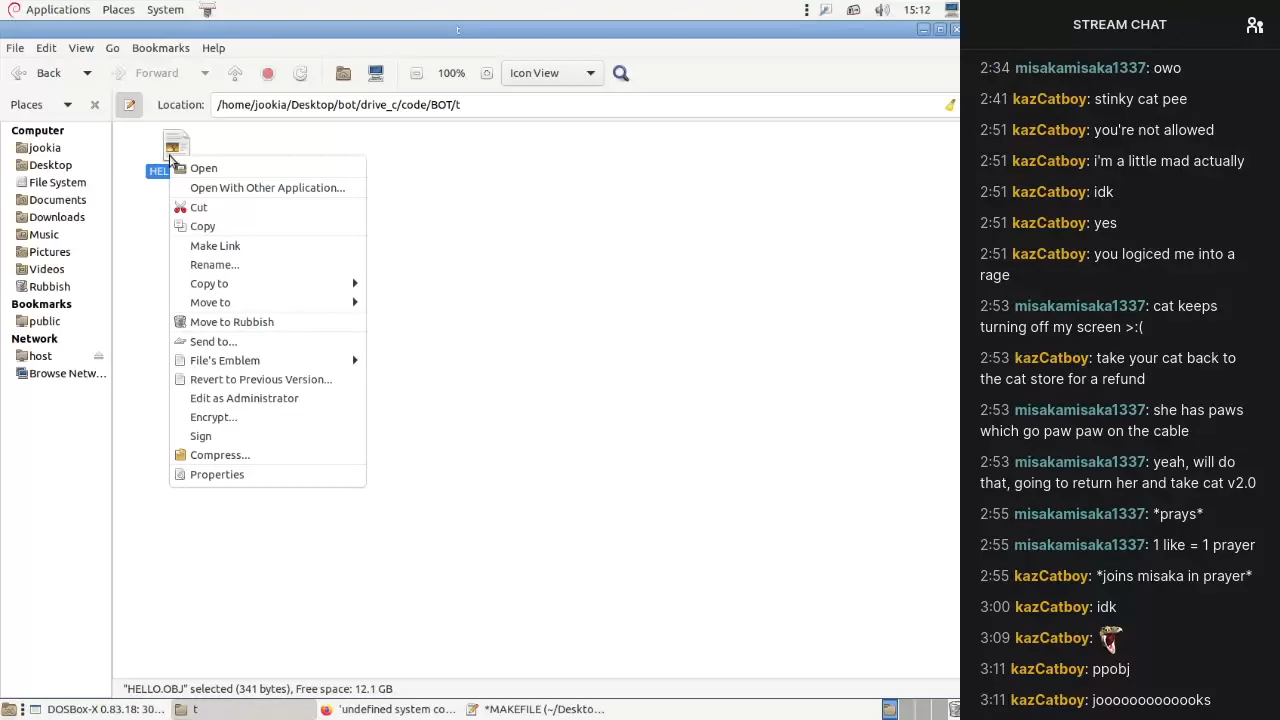 Applications Places System 15:12
t
File Edit View Go Bookmarks Help
Back Forward 100% Icon View
Places Location: /home/jookia/Desktop/bot/drive_c/code/BOT/t
Computer
jookia
Desktop
File System
Documents
Downloads
Music
Pictures
Videos
Rubbish
Bookmarks
public
Network
host
Browse Netw...
HEL
Open
Open With Other Application...
Cut
Copy
Make Link
Rename...
Copy to
Move to
Move to Rubbish
Send to...
File's Emblem
Revert to Previous Version...
Edit as Administrator
Encrypt...
Sign
Compress...
Properties
"HELLO.OBJ" selected (341 bytes), Free space: 12.1 GB
DOSBox-X 0.83.18: 30... t 'undefined system co... *MAKEFILE (~/Deskto...
STREAM CHAT
2:34 misakamisaka1337: owo
2:41 kazCatboy: stinky cat pee
2:51 kazCatboy: you're not allowed
2:51 kazCatboy: i'm a little mad actually
2:51 kazCatboy: idk
2:51 kazCatboy: yes
2:51 kazCatboy: you logiced me into a
rage
2:53 misakamisaka1337: cat keeps
turning off my screen >:(
2:53 kazCatboy: take your cat back to
the cat store for a refund
2:53 misakamisaka1337: she has paws
which go paw paw on the cable
2:53 misakamisaka1337: yeah, will do
that, going to return her and take cat v2.0
2:55 misakamisaka1337: *prays*
2:55 misakamisaka1337: 1 like = 1 prayer
2:55 kazCatboy: *joins misaka in prayer*
3:00 kazCatboy: idk
3:09 kazCatboy:
3:11 kazCatboy: ppobj
3:11 kazCatboy: joooooooooooks